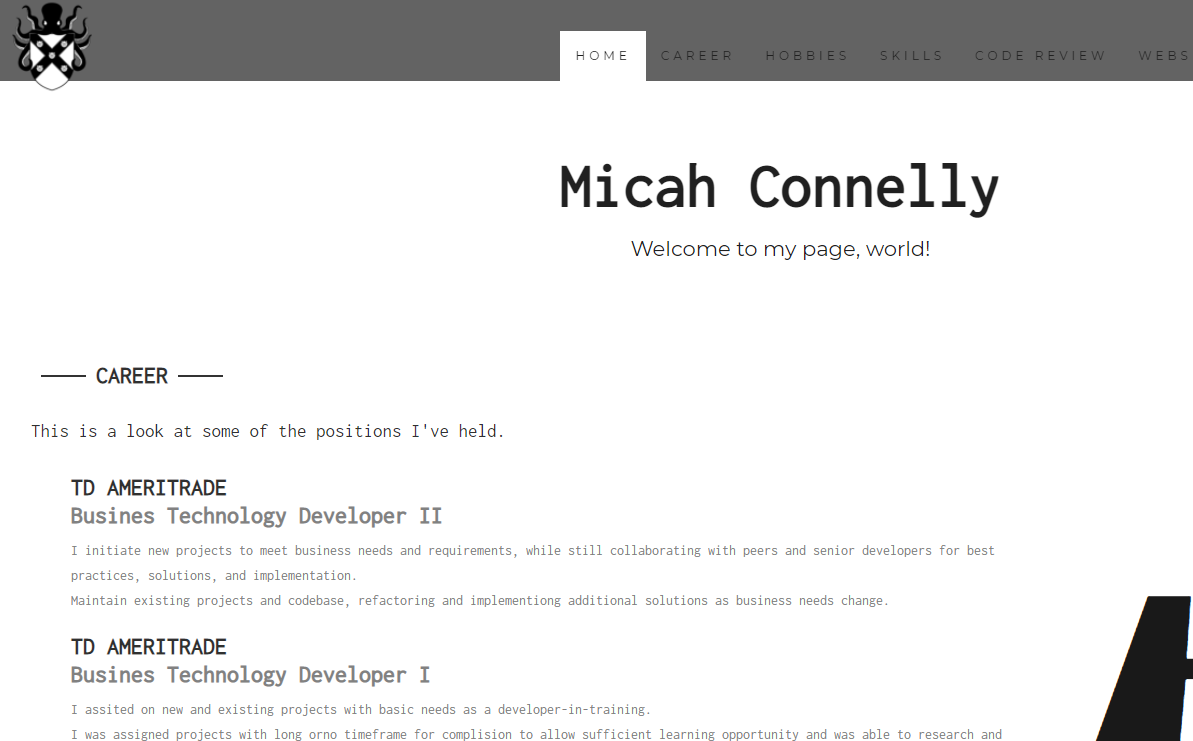 HOME CAREER HOBBIES SKILLS CODE REVIEW WEBS
Micah Connelly
Welcome to my page, world!
CAREER
This is a look at some of the positions I've held.
TD AMERITRADE
Busines Technology Developer II
I initiate new projects to meet business needs and requirements, while still collaborating with peers and senior developers for best
practices, solutions, and implementation.
Maintain existing projects and codebase, refactoring and implementiong additional solutions as business needs change.
TD AMERITRADE
Busines Technology Developer I
I assited on new and existing projects with basic needs as a developer-in-training.
I was assigned projects with long orno timeframe for complision to allow sufficient learning opportunity and was able to research and